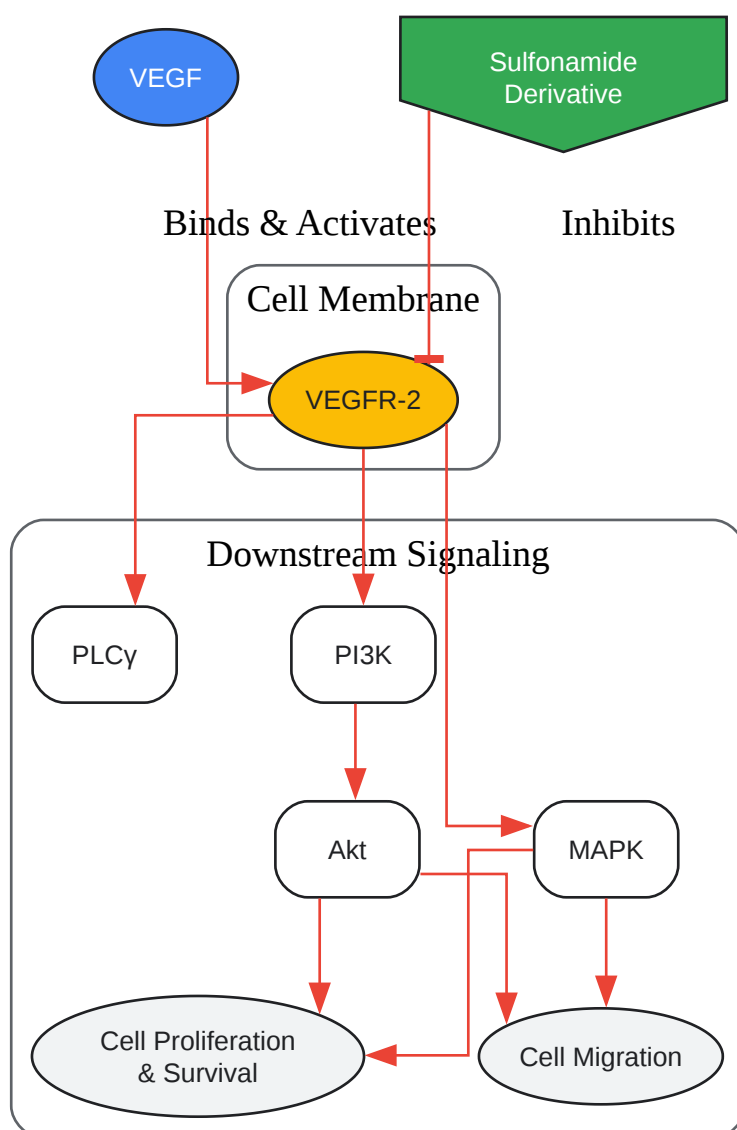 VEGF
Sulfonamide
Derivative
Binds & Activates
Inhibits
Cell Membrane
VEGFR-2
Downstream Signaling
PLCγ
PI3K
Akt
MAPK
Cell Proliferation
& Survival
Cell Migration